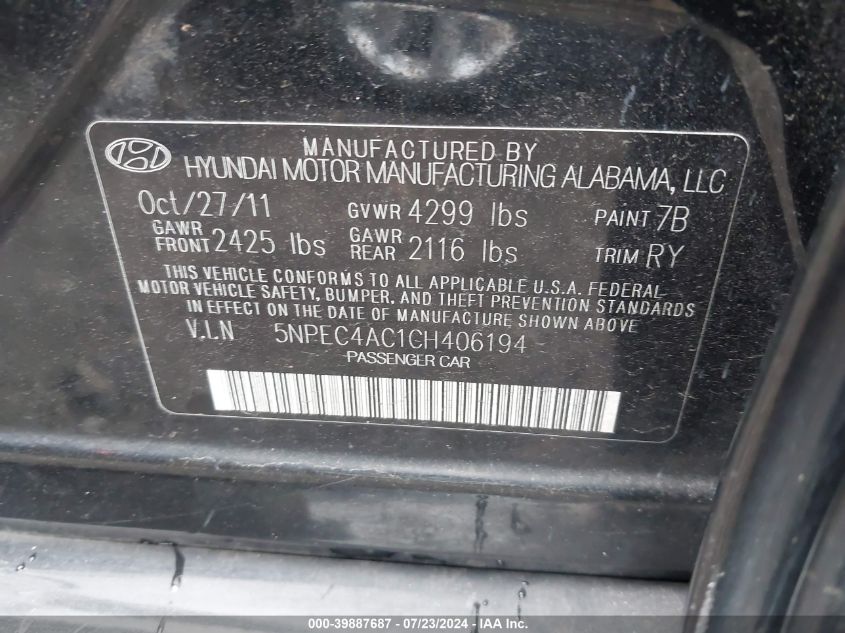 MANUFACTURED BY
HYUNDAI MOTOR MANUFACTURING ALABAMA, LLC
Oct/27/11 GVWR 4299 lbs PAINT 7B
GAWR FRONT 2425 lbs GAWR REAR 2116 lbs TRIM RY
THIS VEHICLE CONFORMS TO ALL APPLICABLE U.S.A. FEDERAL
MOTOR VEHICLE SAFETY, BUMPER, AND THEFT PREVENTION STANDARDS
IN EFFECT ON THE DATE OF MANUFACTURE SHOWN ABOVE
V.I.N 5NPEC4AC1CH406194
PASSENGER CAR
000-39887687 / 07/23/2024 - IAA Inc.